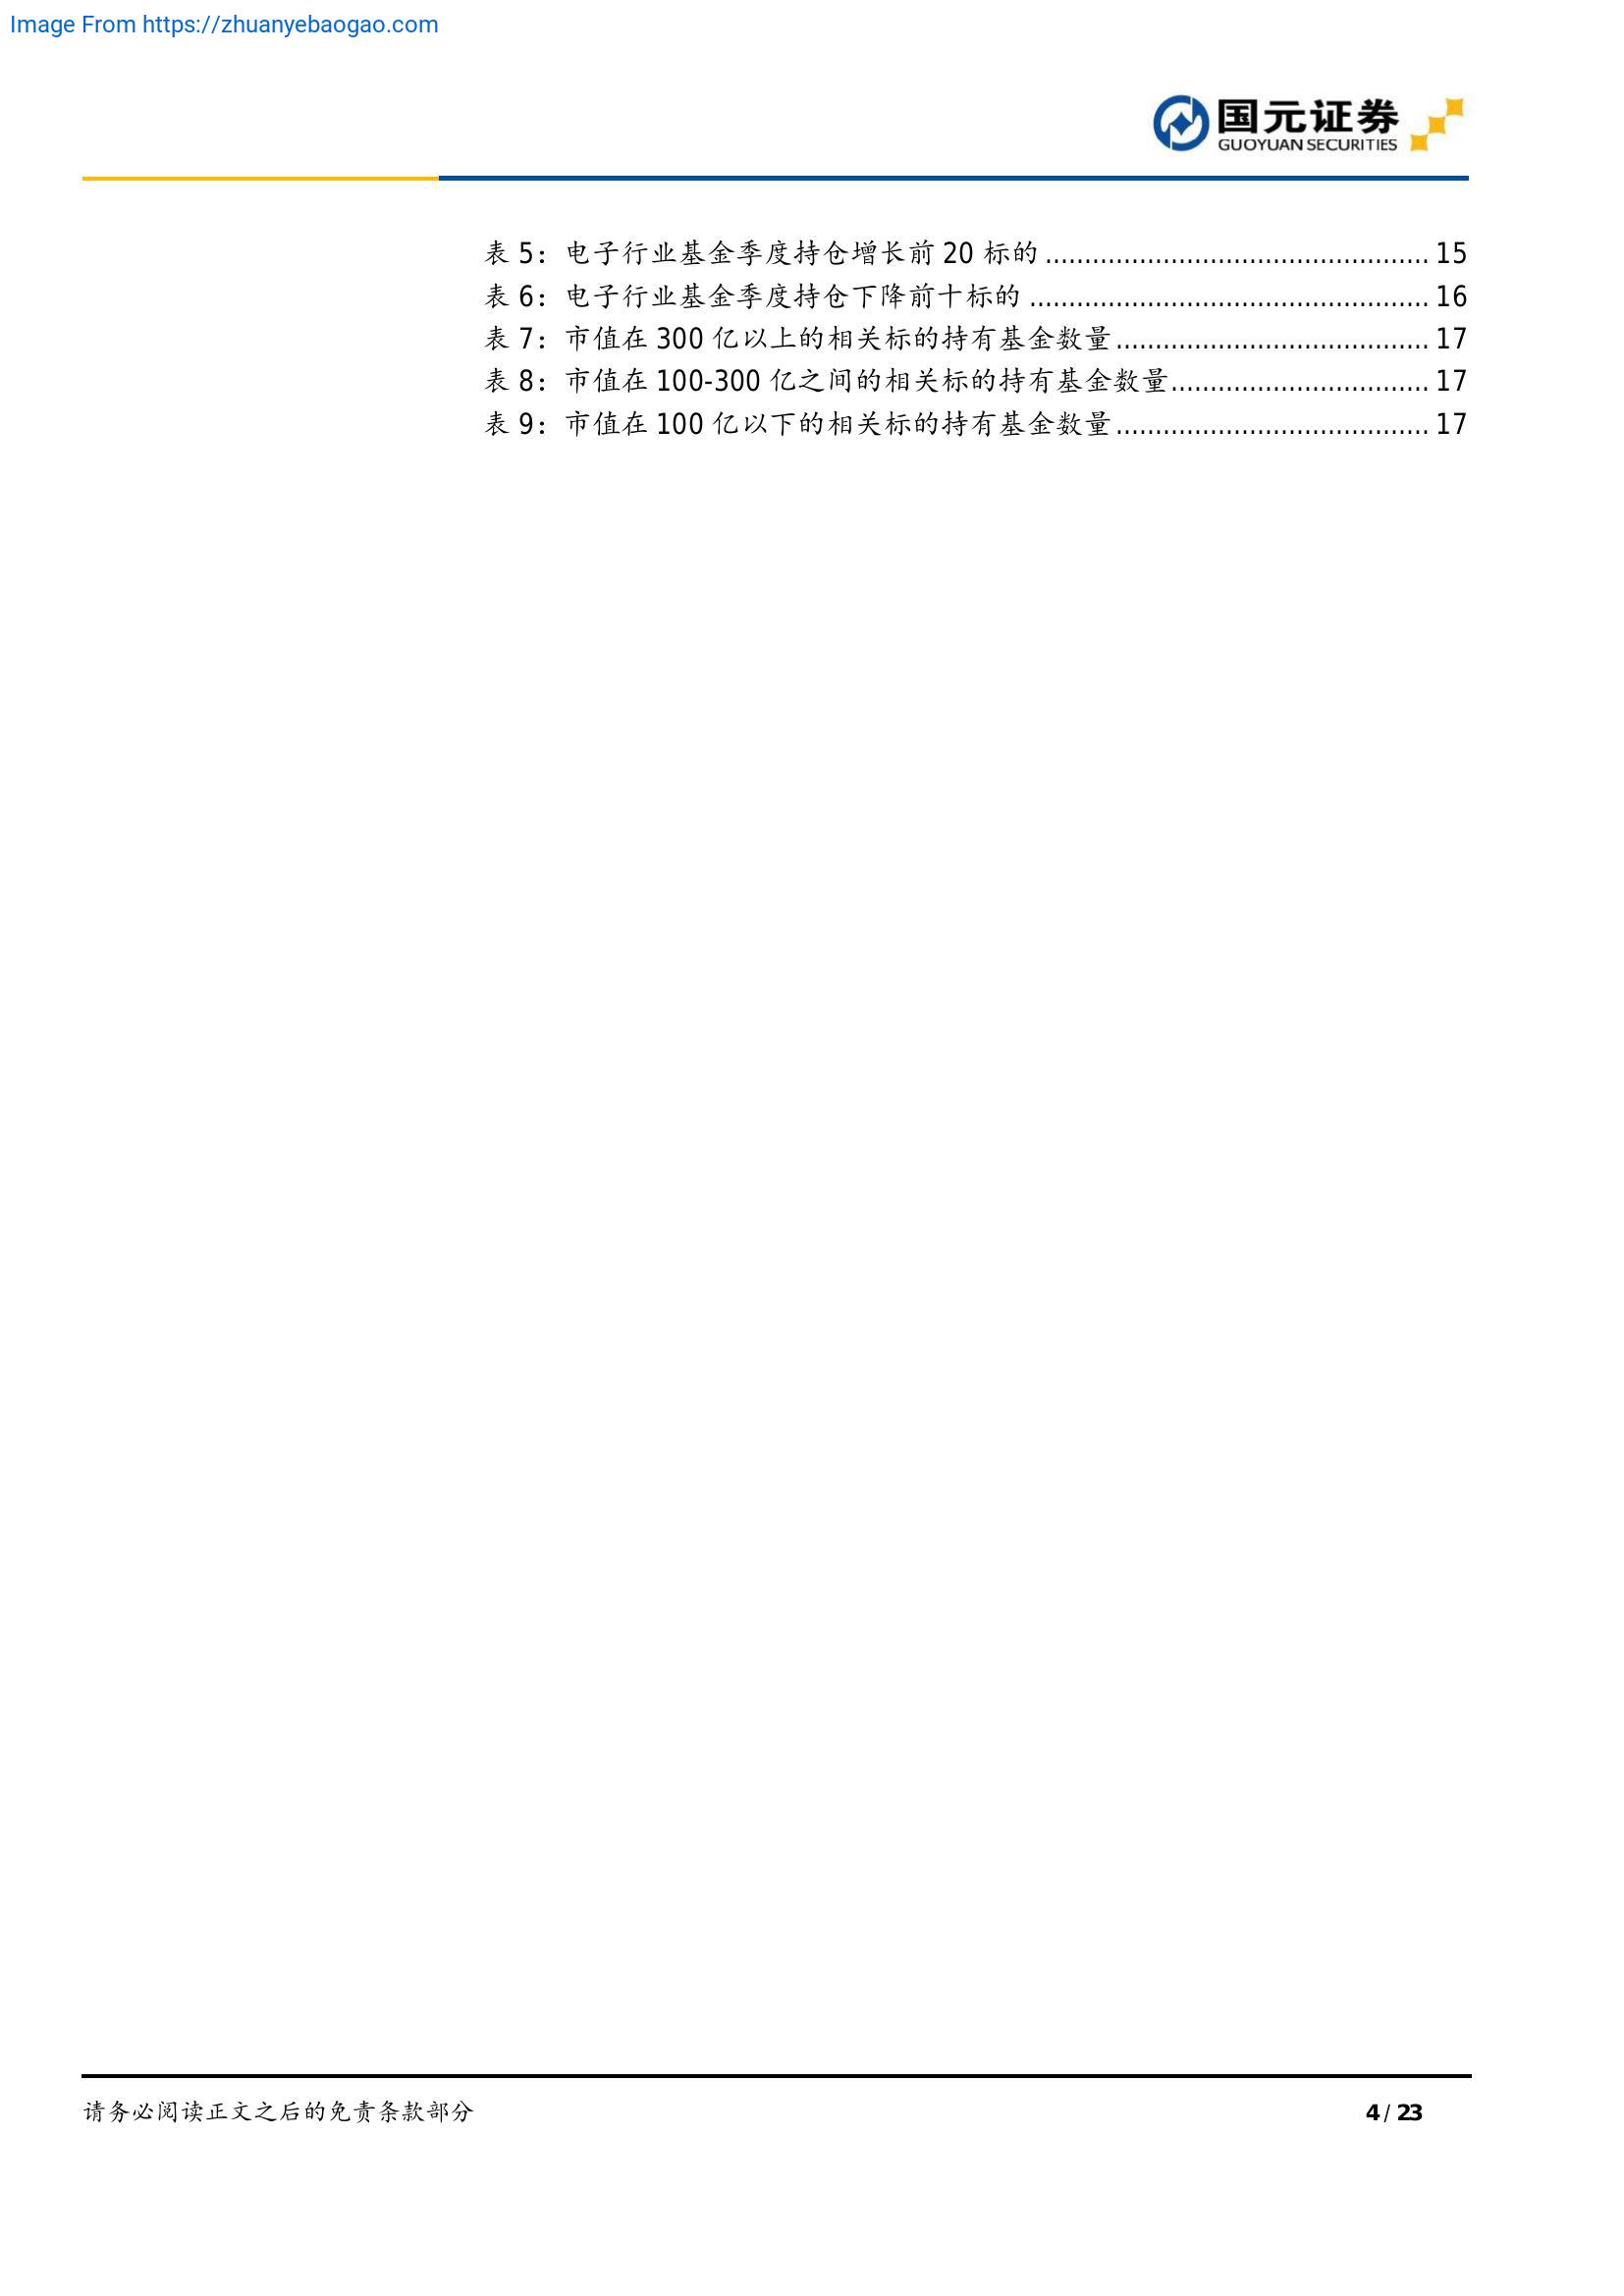 Image From https://zhuanyebaogao.com
国元证券
GUOYUAN SECURITIES
表 5：电子行业基金季度持仓增长前 20 标的 ................................................. 15
表 6：电子行业基金季度持仓下降前十标的 ................................................... 16
表 7：市值在 300 亿以上的相关标的持有基金数量........................................ 17
表 8：市值在 100-300 亿之间的相关标的持有基金数量................................. 17
表 9：市值在 100 亿以下的相关标的持有基金数量........................................ 17
请务必阅读正文之后的免责条款部分
4 / 23